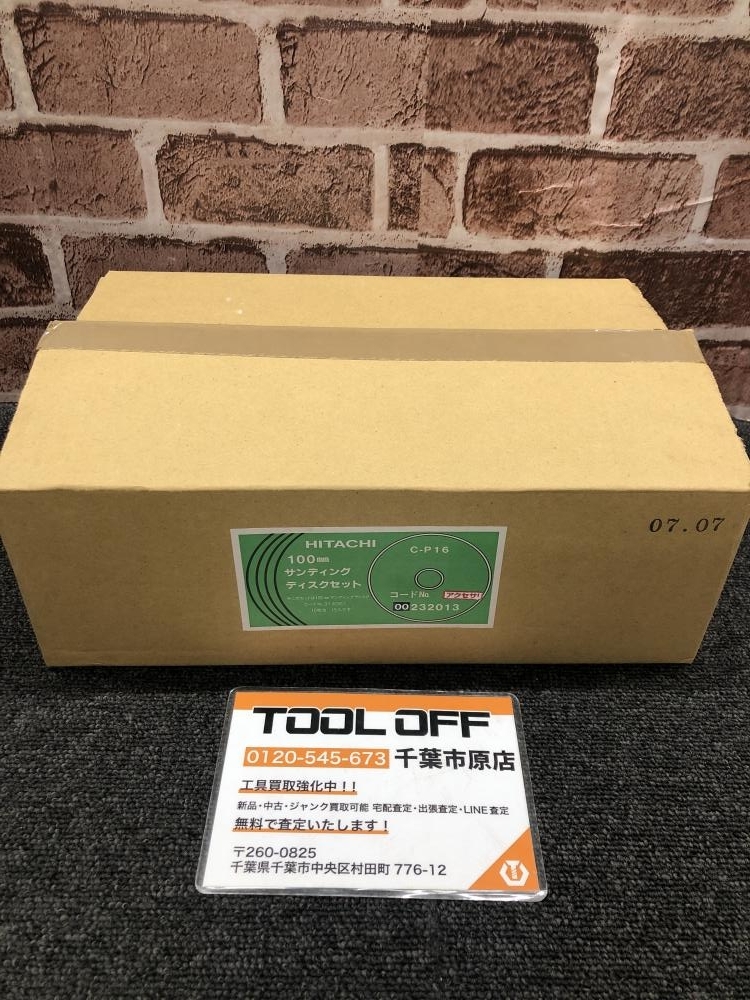 07.07
HITACHI
100mm
サンディング
ディスクセット
C-P16
コードNo.
アクセサリ
00232013
TOOL OFF
0120-545-673 千葉市原店
工具買取強化中!!
新品・中古・ジャンク買取可能 宅配査定・出張査定・LINE査定
無料で査定いたします!
〒260-0825
千葉県千葉市中央区村田町 776-12